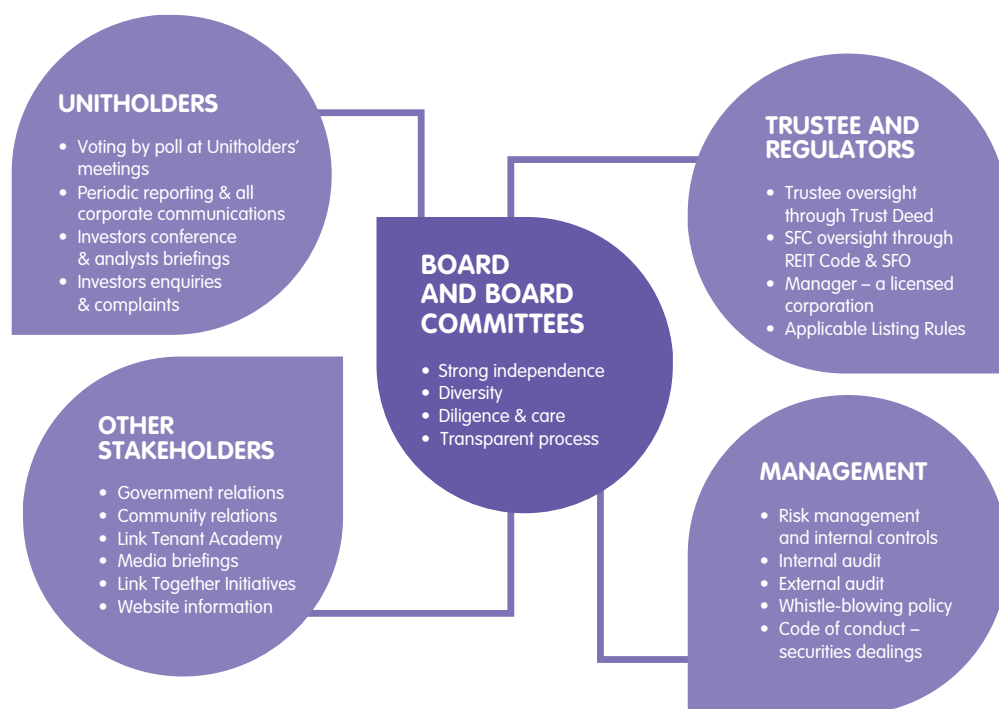 UNITHOLDERS
• Voting by poll at Unitholders’
meetings
• Periodic reporting & all
corporate communications
• Investors conference
& analysts briefings
• Investors enquiries
& complaints
TRUSTEE AND
REGULATORS
• Trustee oversight
through Trust Deed
• SFC oversight through
REIT Code & SFO
• Manager – a licensed
corporation
• Applicable Listing Rules
BOARD
AND BOARD
COMMITTEES
• Strong independence
• Diversity
• Diligence & care
• Transparent process
OTHER
STAKEHOLDERS
• Government relations
• Community relations
• Link Tenant Academy
• Media briefings
• Link Together Initiatives
• Website information
MANAGEMENT
• Risk management
and internal controls
• Internal audit
• External audit
• Whistle-blowing policy
• Code of conduct –
securities dealings